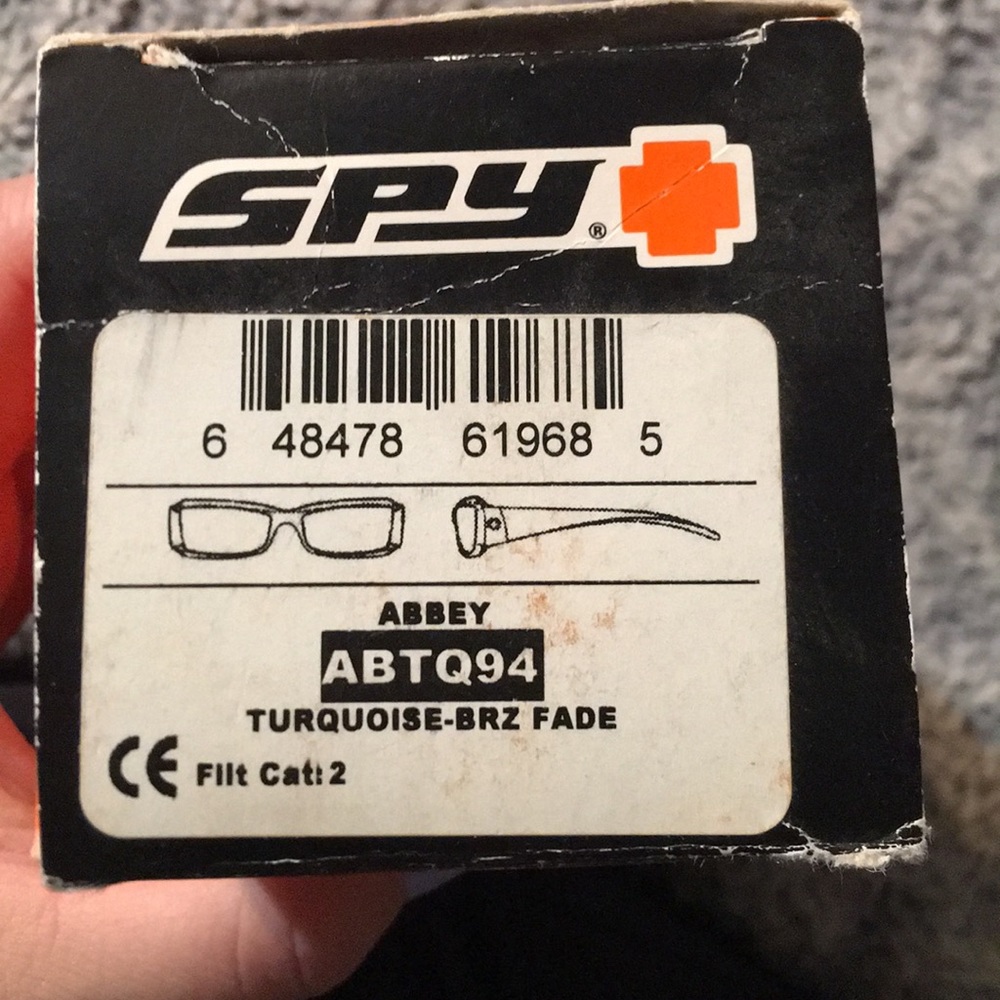 SPY®
6 48478 61968 5
ABBEY
ABTQ94
TURQUOISE-BRZ FADE
CE Filt Cat: 2